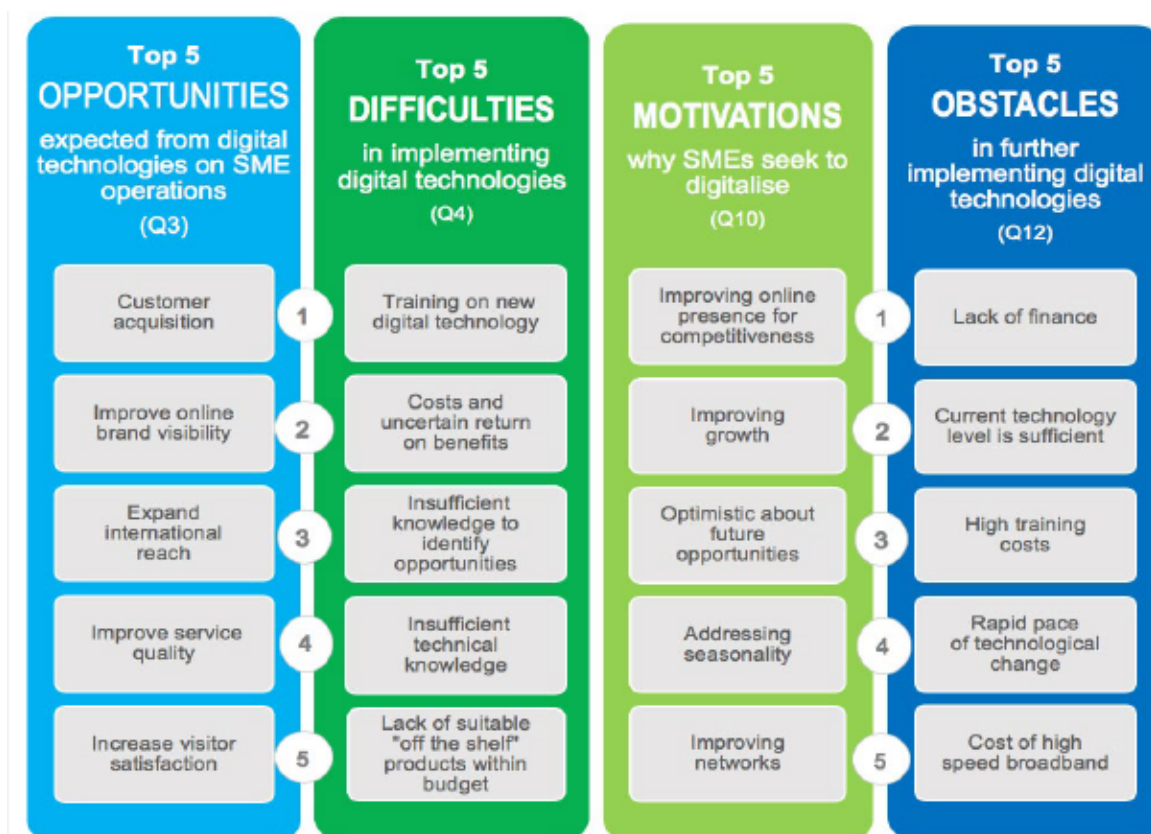 Top 5
OPPORTUNITIES
expected from digital
technologies on SME
operations
(Q3)
Customer
acquisition
Improve online
brand visibility
Expand
international
reach
Improve service
quality
Increase visitor
satisfaction
1
2
3
4
5
Top 5
DIFFICULTIES
in implementing
digital technologies
(Q4)
Training on new
digital technology
Costs and
uncertain return
on benefits
Insufficient
knowledge to
identify
opportunities
Insufficient
technical
knowledge
Lack of suitable
"off the shelf"
products within
budget
Top 5
MOTIVATIONS
why SMEs seek to
digitalise
(Q10)
Improving online
presence for
competitiveness
Improving
growth
Optimistic about
future
opportunities
Addressing
seasonality
Improving
networks
1
2
3
4
5
Top 5
OBSTACLES
in further
implementing digital
technologies
(Q12)
Lack of finance
Current technology
level is sufficient
High training
costs
Rapid pace
of technological
change
Cost of high
speed broadband